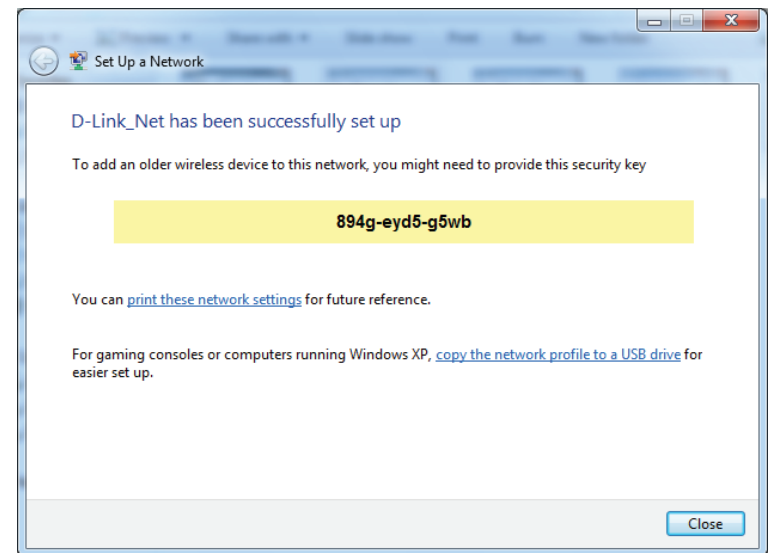 Set Up a Network
D-Link_Net has been successfully set up
To add an older wireless device to this network, you might need to provide this security key
894g-eyd5-g5wb
You can print these network settings for future reference.
For gaming consoles or computers running Windows XP, copy the network profile to a USB drive for
easier set up.
Close